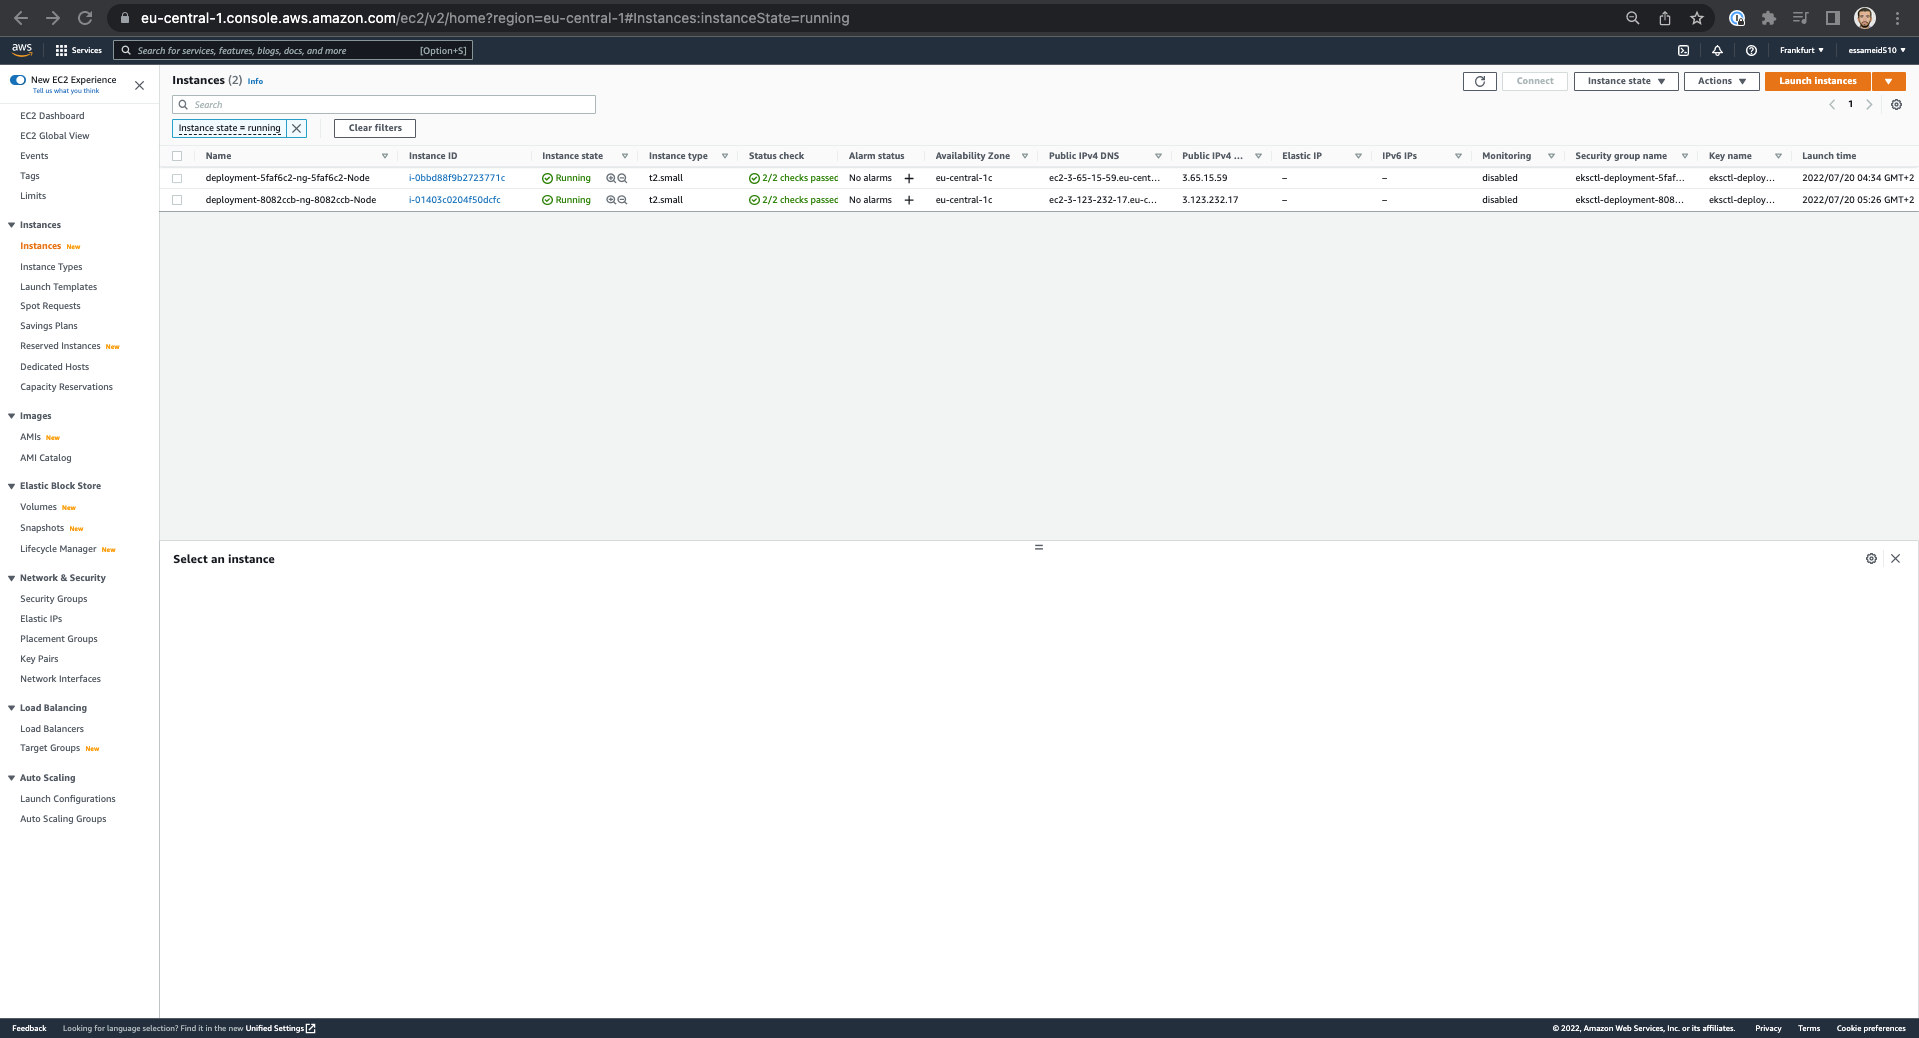 eu-central-1.console.aws.amazon.com/ec2/v2/home?region=eu-central-1#Instances:instanceState=running
aws Services Search for services, features, blogs, docs, and more [Option+S] Frankfurt ▼ essameid510 ▼
New EC2 Experience
Tell us what you think
EC2 Dashboard
EC2 Global View
Events
Tags
Limits
Instances
Instances New
Instance Types
Launch Templates
Spot Requests
Savings Plans
Reserved Instances New
Dedicated Hosts
Capacity Reservations
Images
AMIs New
AMI Catalog
Elastic Block Store
Volumes New
Snapshots New
Lifecycle Manager New
Network & Security
Security Groups
Elastic IPs
Placement Groups
Key Pairs
Network Interfaces
Load Balancing
Load Balancers
Target Groups New
Auto Scaling
Launch Configurations
Auto Scaling Groups
Instances (2) Info Connect Instance state ▼ Actions ▼ Launch instances ▼
Search 1
Instance state = running Clear filters
Name Instance ID Instance state Instance type Status check Alarm status Availability Zone Public IPv4 DNS Public IPv4 ... Elastic IP IPv6 IPs Monitoring Security group name Key name Launch time
deployment-5faf6c2-ng-5faf6c2-Node i-0bbd88f9b2723771c Running t2.small 2/2 checks passed No alarms + eu-central-1c ec2-3-65-15-59.eu-cent... 3.65.15.59 – – disabled eksctl-deployment-5faf... eksctl-deploy... 2022/07/20 04:34 GMT+2
deployment-8082ccb-ng-8082ccb-Node i-01403c0204f50dcfc Running t2.small 2/2 checks passed No alarms + eu-central-1c ec2-3-123-232-17.eu-c... 3.123.232.17 – – disabled eksctl-deployment-808... eksctl-deploy... 2022/07/20 05:26 GMT+2
Select an instance
Feedback Looking for language selection? Find it in the new Unified Settings © 2022, Amazon Web Services, Inc. or its affiliates. Privacy Terms Cookie preferences